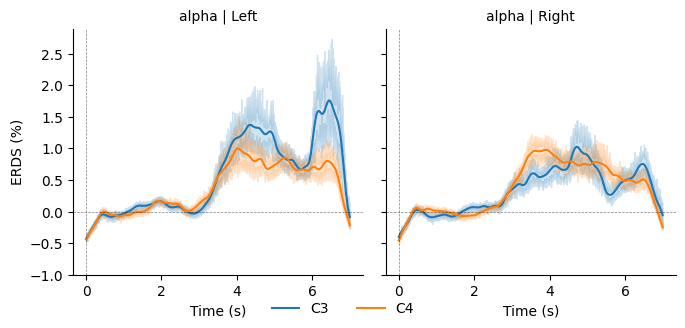 alpha | Left
alpha | Right
ERDS (%)
2.5
2.0
1.5
1.0
0.5
0.0
−0.5
−1.0
0 2 4 6
0 2 4 6
Time (s)
Time (s)
C3 C4